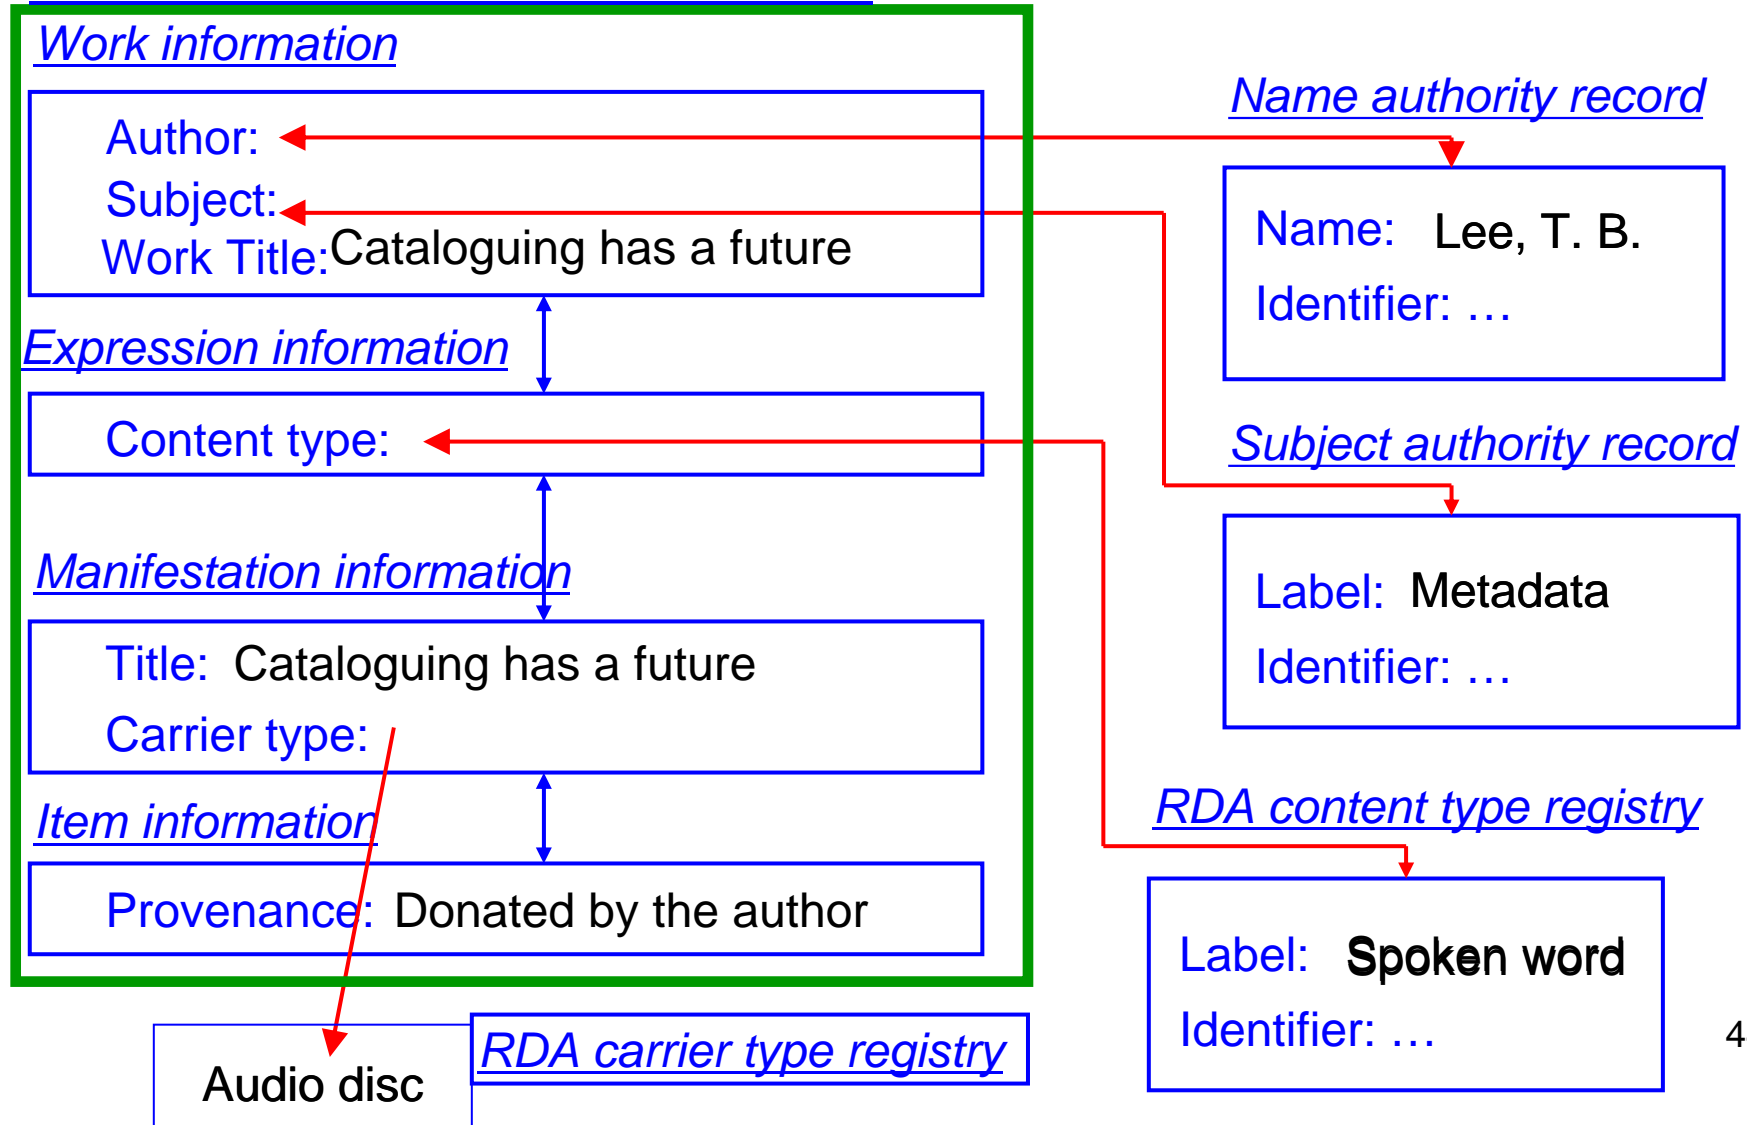 Work information
Author:
Subject:
Work Title: Cataloguing has a future
Expression information
Content type:
Manifestation information
Title: Cataloguing has a future
Carrier type:
Item information
Provenance: Donated by the author
Audio disc
RDA carrier type registry
Name authority record
Name: Lee, T. B.
Identifier: …
Subject authority record
Label: Metadata
Identifier: …
RDA content type registry
Label: Spoken word
Identifier: …
4